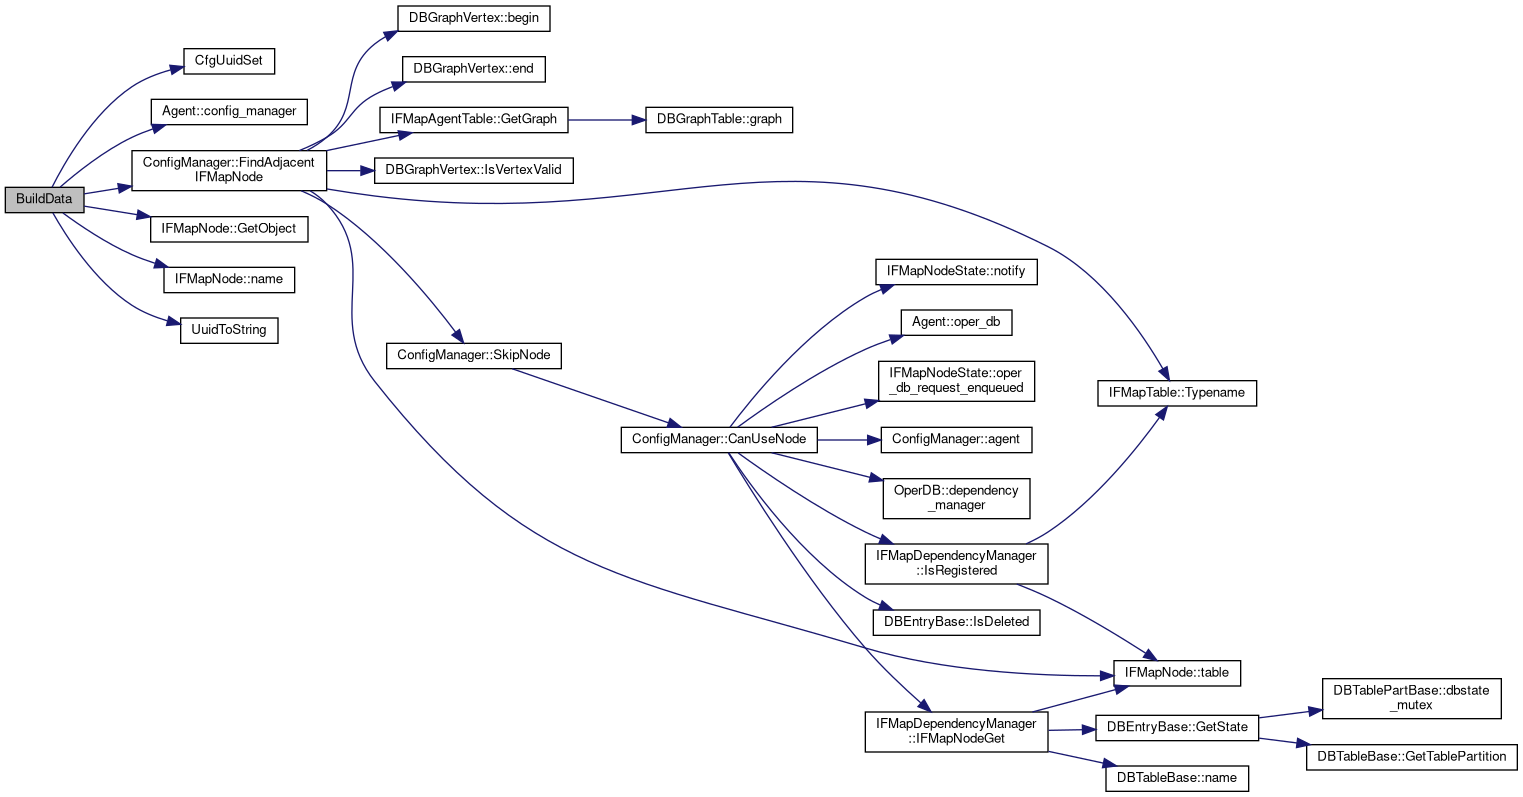 BuildData
CfgUuidSet
Agent::config_manager
ConfigManager::FindAdjacent
IFMapNode
IFMapNode::GetObject
IFMapNode::name
UuidToString
DBGraphVertex::begin
DBGraphVertex::end
IFMapAgentTable::GetGraph
DBGraphVertex::IsVertexValid
ConfigManager::SkipNode
DBGraphTable::graph
ConfigManager::CanUseNode
IFMapNodeState::notify
Agent::oper_db
IFMapNodeState::oper
_db_request_enqueued
ConfigManager::agent
OperDB::dependency
_manager
IFMapDependencyManager
::IsRegistered
DBEntryBase::IsDeleted
IFMapDependencyManager
::IFMapNodeGet
IFMapTable::Typename
IFMapNode::table
DBEntryBase::GetState
DBTableBase::name
DBTablePartBase::dbstate
_mutex
DBTableBase::GetTablePartition